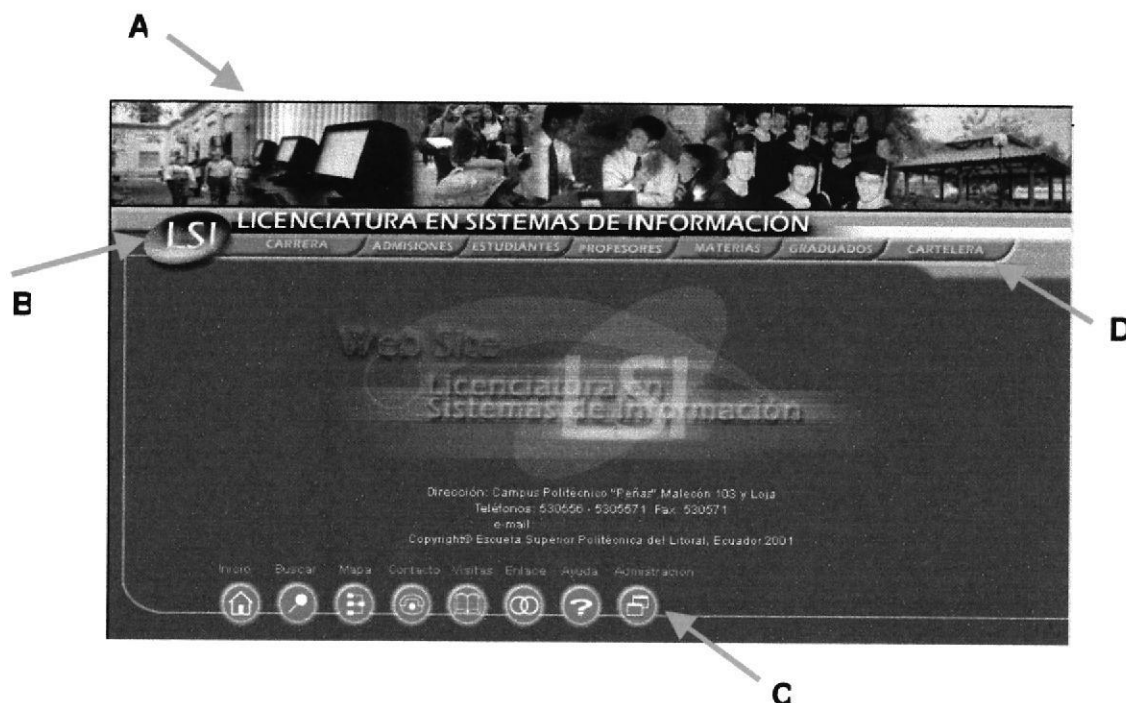 A
LICENCIATURA EN SISTEMAS DE INFORMACIÓN
LSI
CARRERA ADMISIONES ESTUDIANTES PROFESORES MATERIAS GRADUADOS CARTELERA
B
D
Web Site
LSI
Licenciatura en
Sistemas de Información
Dirección: Campus Politécnico "Peñas" Malecón 103 y Loja
Teléfonos: 530556 - 5305571 Fax: 530571
e-mail
Copyright© Escuela Superior Politécnica del Litoral, Ecuador 2001
Inicio Buscar Mapa Contacto Visitas Enlace Ayuda Admistración
C